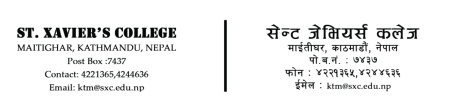 ST. XAVIER'S COLLEGE
MAITIGHAR, KATHMANDU, NEPAL
Post Box :7437
Contact: 4221365,4244636
Email: ktm@sxc.edu.np
सेन्ट जेभियर्स कलेज
माईतीघर, काठमाडौं, नेपाल
पो.ब.नं. : ७४३७
फोन : ४२२१३६५,४२४४६३६
ईमेल : ktm@sxc.edu.np